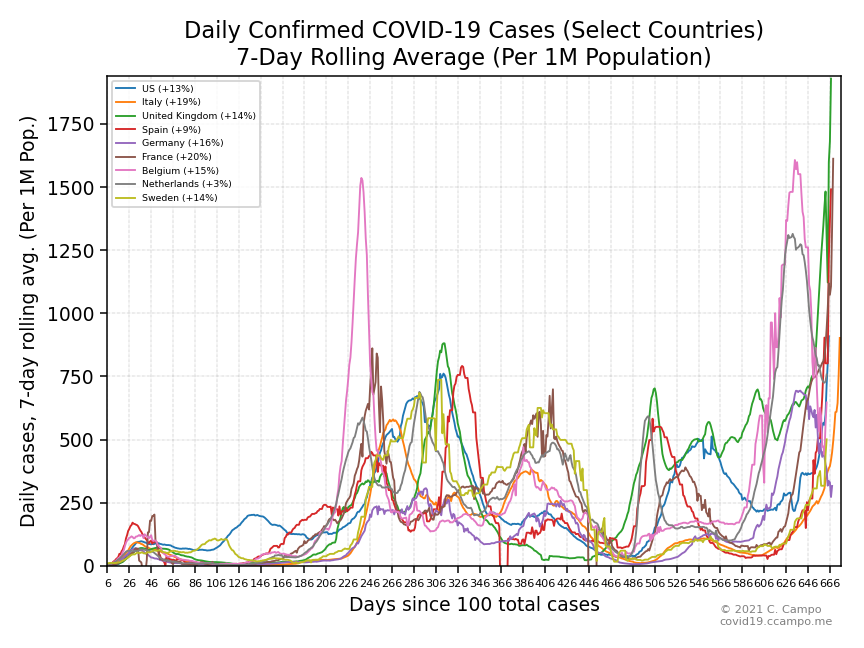 Daily Confirmed COVID-19 Cases (Select Countries)
7-Day Rolling Average (Per 1M Population)
Daily cases, 7-day rolling avg. (Per 1M Pop.)
1750
1500
1250
1000
750
500
250
0
US (+13%)
Italy (+19%)
United Kingdom (+14%)
Spain (+9%)
Germany (+16%)
France (+20%)
Belgium (+15%)
Netherlands (+3%)
Sweden (+14%)
6 26 46 66 86 106 126 146 166 186 206 226 246 266 286 306 326 346 366 386 406 426 446 466 486 506 526 546 566 586 606 626 646 666
Days since 100 total cases
© 2021 C. Campo
covid19.ccampo.me